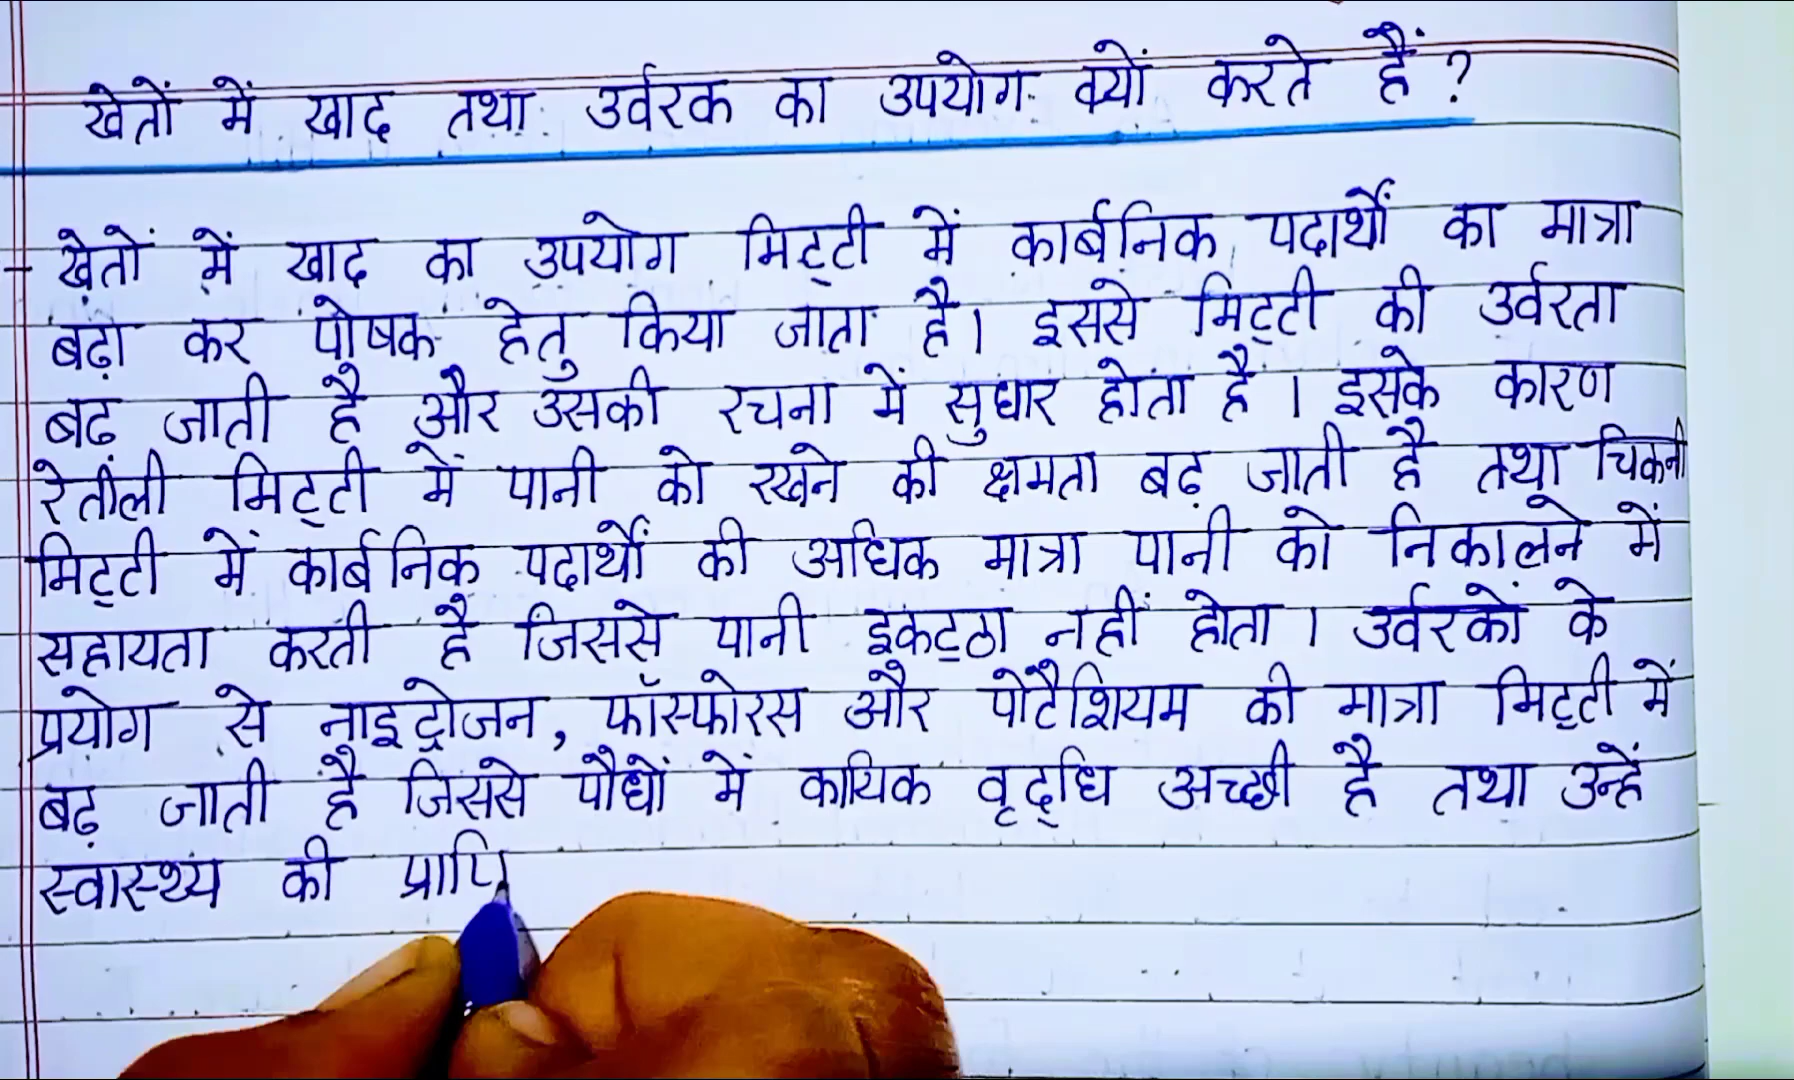 खेतों में खाद तथा उर्वरक का उपयोग क्यों करते हैं ?
खेतों में खाद का उपयोग मिट्टी में कार्बनिक पदार्थों का मात्रा
बढ़ा कर पोषक हेतु किया जाता है। इससे मिट्टी की उर्वरता
बढ़ जाती है और उसकी रचना में सुधार होता है । इसके कारण
रेतीली मिट्टी में पानी को रखने की क्षमता बढ़ जाती है तथा चिकनी
मिट्टी में कार्बनिक पदार्थों की अधिक मात्रा पानी को निकालने में
सहायता करती है जिससे पानी इकट्ठा नहीं होता । उर्वरकों के
प्रयोग से नाइट्रोजन, फॉस्फोरस और पोटैशियम की मात्रा मिट्टी में
बढ़ जाती है जिससे पौधों में कायिक वृद्धि अच्छी है तथा उन्हें
स्वास्थ्य की